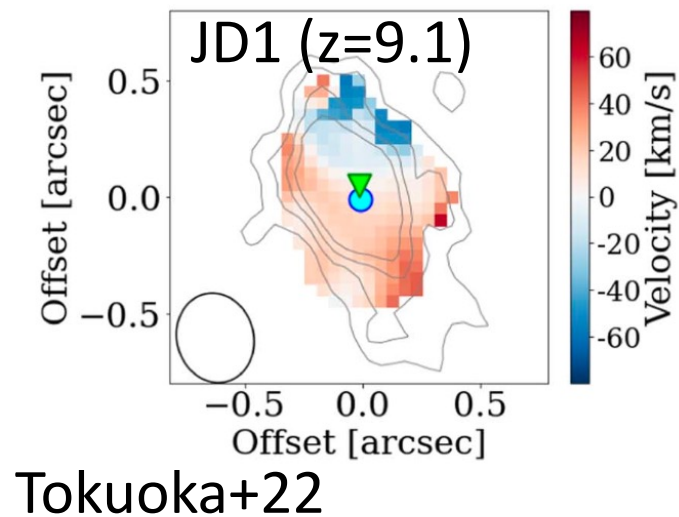 JD1 (z=9.1)
0.5
0.0
−0.5
Offset [arcsec]
−0.5 0.0 0.5
Offset [arcsec]
60
40
20
0
-20
-40
-60
Velocity [km/s]
Tokuoka+22